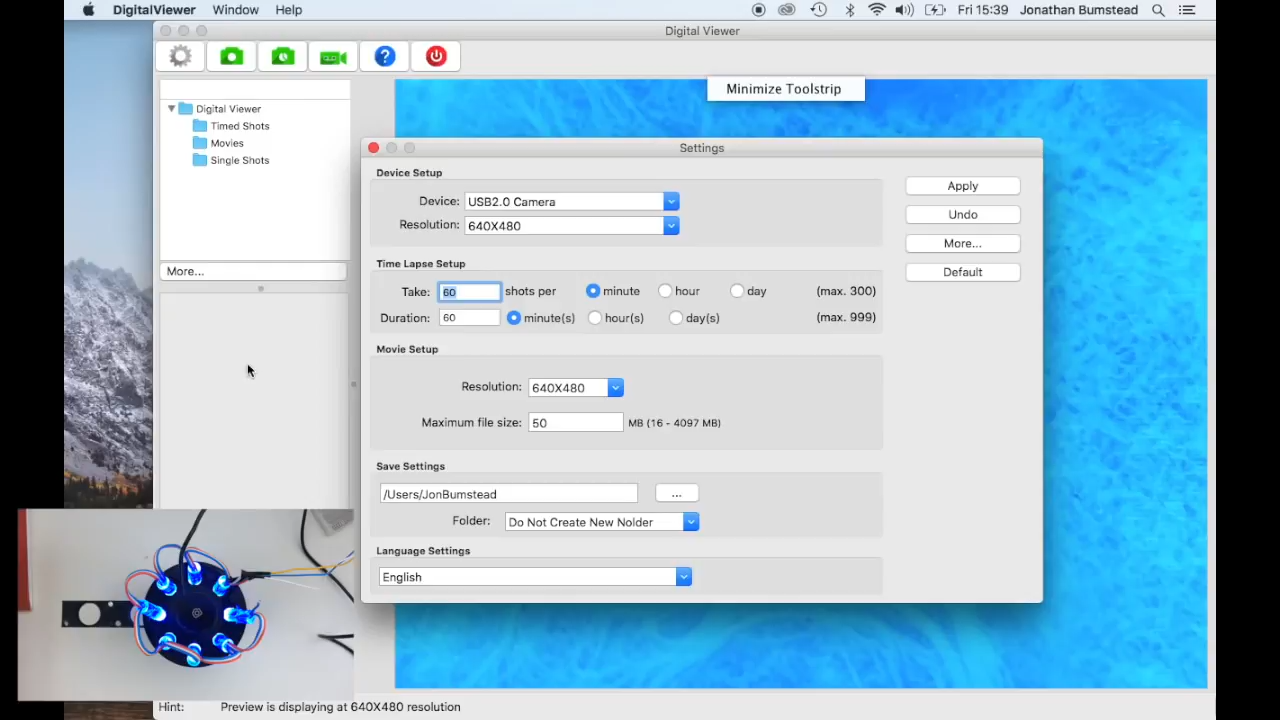 DigitalViewer Window Help Fri 15:39 Jonathan Bumstead
Digital Viewer
Minimize Toolstrip
Digital Viewer
Timed Shots
Movies
Single Shots
More...
Settings
Device Setup
Device: USB2.0 Camera
Resolution: 640X480
Time Lapse Setup
Take: 60 shots per minute hour day (max. 300)
Duration: 60 minute(s) hour(s) day(s) (max. 999)
Movie Setup
Resolution: 640X480
Maximum file size: 50 MB (16 - 4097 MB)
Save Settings
/Users/JonBumstead ...
Folder: Do Not Create New Nolder
Language Settings
English
Apply
Undo
More...
Default
Hint: Preview is displaying at 640X480 resolution